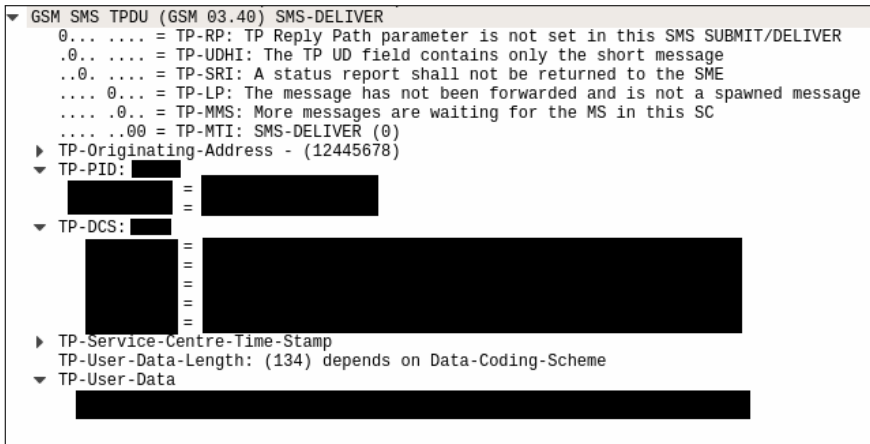 GSM SMS TPDU (GSM 03.40) SMS-DELIVER
0... .... = TP-RP: TP Reply Path parameter is not set in this SMS SUBMIT/DELIVER
.0.. .... = TP-UDHI: The TP UD field contains only the short message
..0. .... = TP-SRI: A status report shall not be returned to the SME
.... 0... = TP-LP: The message has not been forwarded and is not a spawned message
.... .0.. = TP-MMS: More messages are waiting for the MS in this SC
.... ..00 = TP-MTI: SMS-DELIVER (0)
TP-Originating-Address - (12445678)
TP-PID:
=
=
TP-DCS:
=
=
=
=
=
TP-Service-Centre-Time-Stamp
TP-User-Data-Length: (134) depends on Data-Coding-Scheme
TP-User-Data